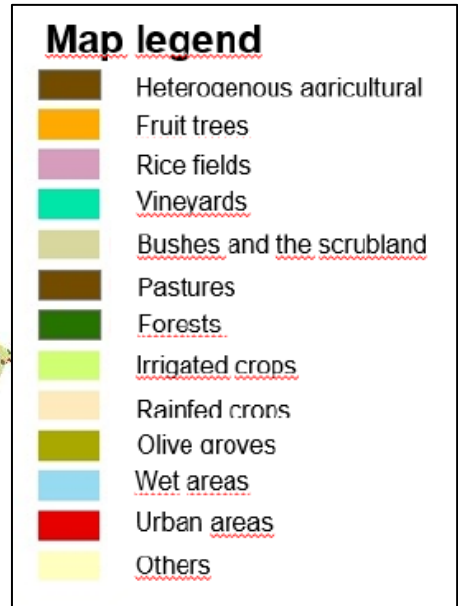 Map legend
Heterogenous agricultural
Fruit trees
Rice fields
Vineyards
Bushes and the scrubland
Pastures
Forests
Irrigated crops
Rainfed crops
Olive groves
Wet areas
Urban areas
Others